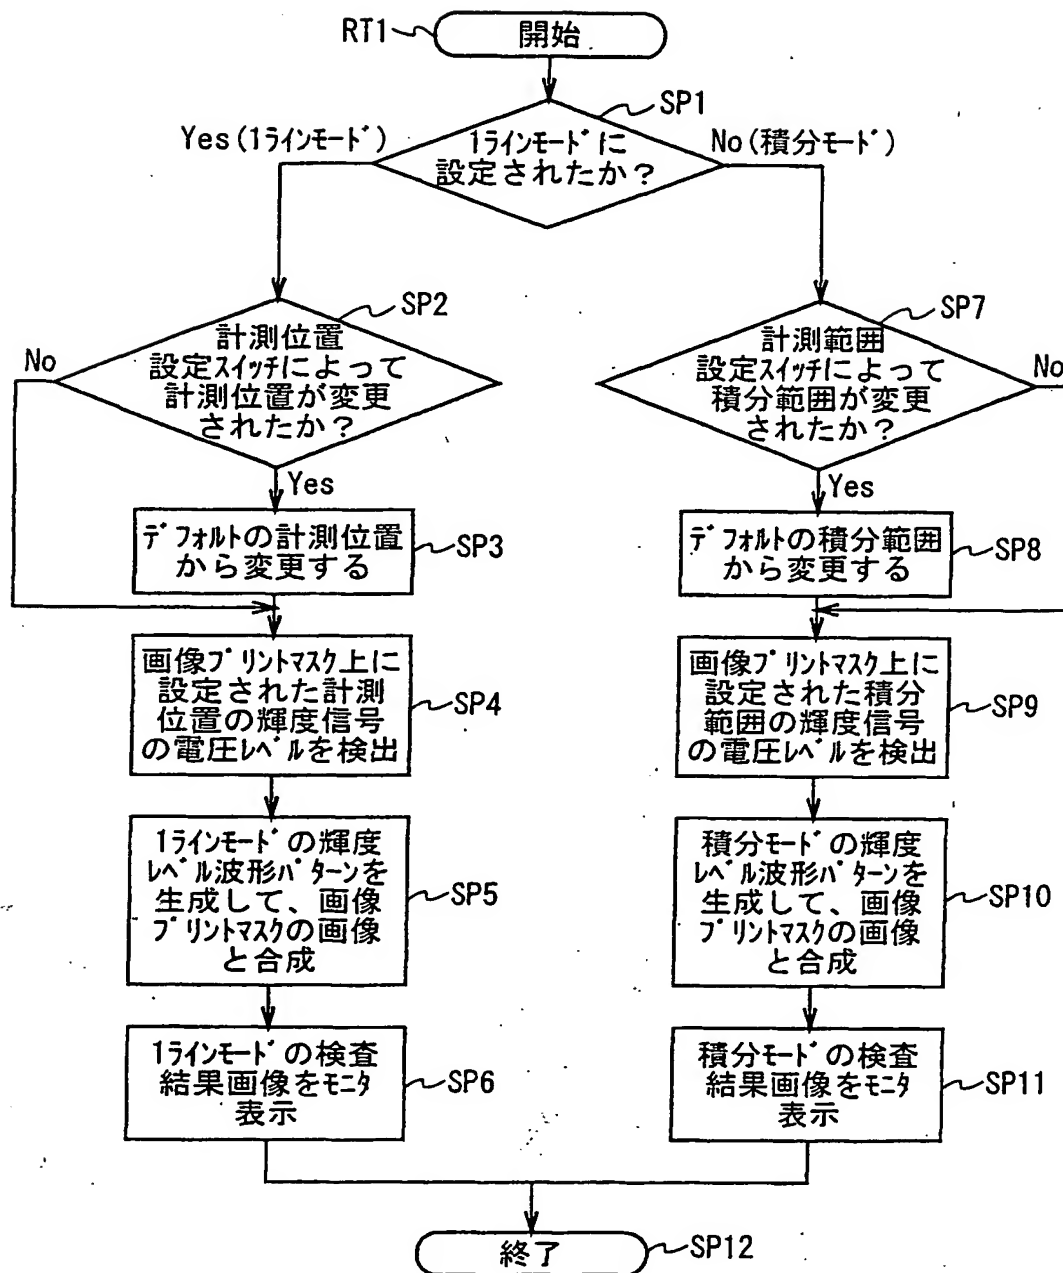 RT1
開始
SP1
Yes(1ラインモード)
1ラインモードに
設定されたか？
No(積分モード)
SP2
計測位置
設定スイッチによって
計測位置が変更
されたか？
No
Yes
SP7
計測範囲
設定スイッチによって
積分範囲が変更
されたか？
No
Yes
デフォルトの計測位置
から変更する
SP3
デフォルトの積分範囲
から変更する
SP8
画像プリントマスク上に
設定された計測
位置の輝度信号
の電圧レベルを検出
SP4
画像プリントマスク上に
設定された積分
範囲の輝度信号
の電圧レベルを検出
SP9
1ラインモードの輝度
レベル波形パターンを
生成して、画像
プリントマスクの画像
と合成
SP5
積分モードの輝度
レベル波形パターンを
生成して、画像
プリントマスクの画像
と合成
SP10
1ラインモードの検査
結果画像をモニタ
表示
SP6
積分モードの検査
結果画像をモニタ
表示
SP11
終了
SP12